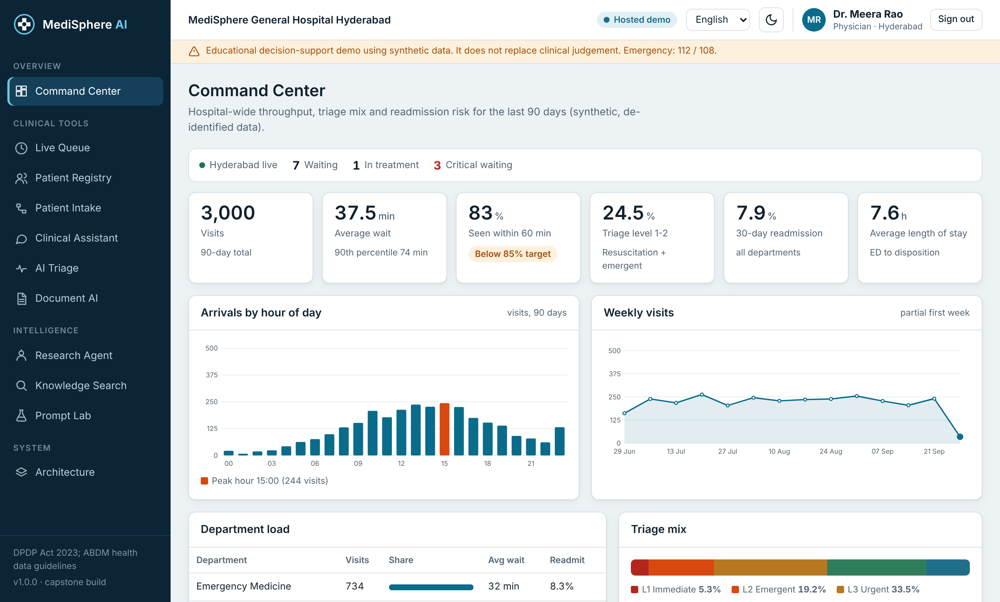 MediSphere AI
OVERVIEW
Command Center
CLINICAL TOOLS
Live Queue
Patient Registry
Patient Intake
Clinical Assistant
AI Triage
Document AI
INTELLIGENCE
Research Agent
Knowledge Search
Prompt Lab
SYSTEM
Architecture
DPDP Act 2023; ABDM health
data guidelines
v1.0.0 · capstone build
MediSphere General Hospital Hyderabad
Hosted demo
English
MR
Dr. Meera Rao
Physician · Hyderabad
Sign out
Educational decision-support demo using synthetic data. It does not replace clinical judgement. Emergency: 112 / 108.
Command Center
Hospital-wide throughput, triage mix and readmission risk for the last 90 days (synthetic, de-
identified data).
Hyderabad live 7 Waiting 1 In treatment 3 Critical waiting
3,000
Visits
90-day total
37.5 min
Average wait
90th percentile 74 min
83 %
Seen within 60 min
Below 85% target
24.5 %
Triage level 1-2
Resuscitation +
emergent
7.9 %
30-day readmission
all departments
7.6 h
Average length of stay
ED to disposition
Arrivals by hour of day
visits, 90 days
500
375
250
125
0
00 03 06 09 12 15 18 21
Peak hour 15:00 (244 visits)
Weekly visits
partial first week
500
375
250
125
0
29 Jun 13 Jul 27 Jul 10 Aug 24 Aug 07 Sep 21 Sep
Department load
Department Visits Share Avg wait Readmit
Emergency Medicine 734 32 min 8.3%
Triage mix
L1 Immediate 5.3% L2 Emergent 19.2% L3 Urgent 33.5%